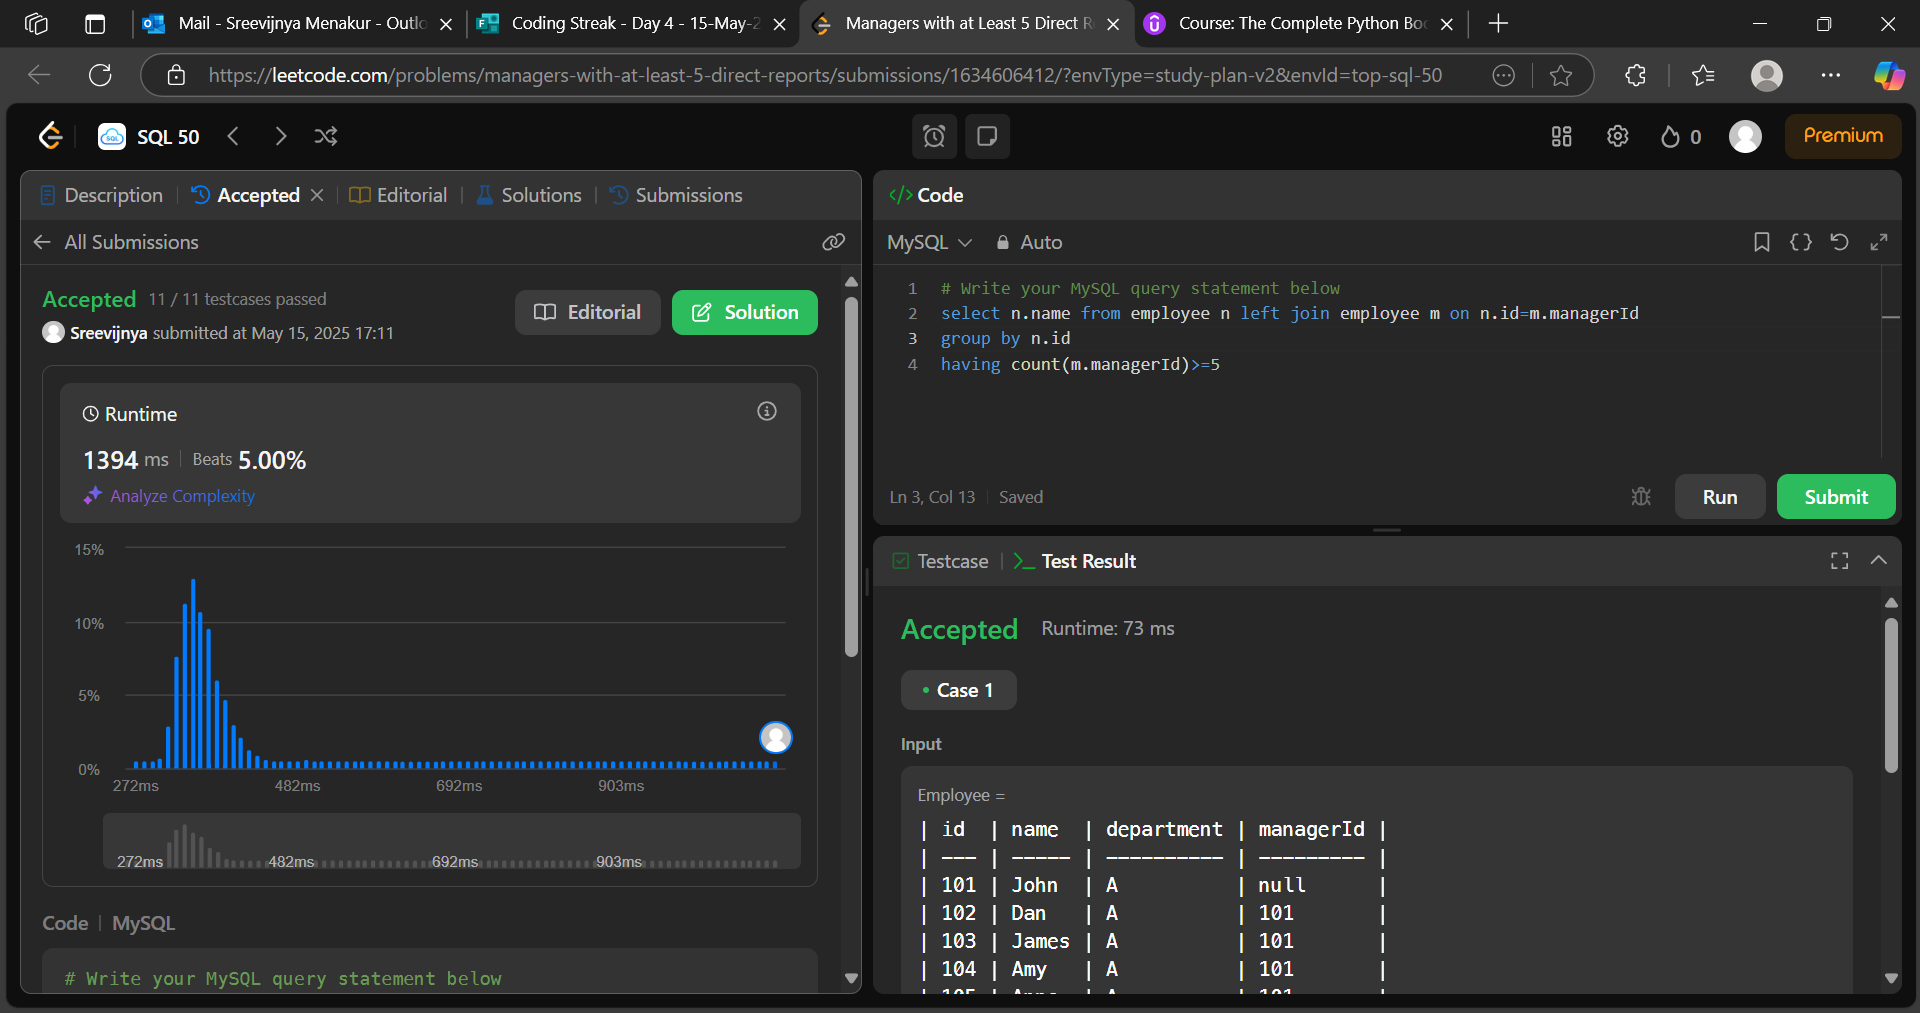 Mail - Sreevijnya Menakur - Outlo
Coding Streak - Day 4 - 15-May-2
Managers with at Least 5 Direct R
Course: The Complete Python Bo
https://leetcode.com/problems/managers-with-at-least-5-direct-reports/submissions/1634606412/?envType=study-plan-v2&envId=top-sql-50
SQL 50
0
Premium
Description
Accepted
Editorial
Solutions
Submissions
All Submissions
Accepted 11 / 11 testcases passed
Sreevijnya submitted at May 15, 2025 17:11
Editorial
Solution
Runtime
1394 ms Beats 5.00%
Analyze Complexity
15%
10%
5%
0%
272ms 482ms 692ms 903ms
272ms 482ms 692ms 903ms
Code | MySQL
# Write your MySQL query statement below
</> Code
MySQL Auto
1 # Write your MySQL query statement below
2 select n.name from employee n left join employee m on n.id=m.managerId
3 group by n.id
4 having count(m.managerId)>=5
Ln 3, Col 13 Saved
Run
Submit
Testcase
Test Result
Accepted Runtime: 73 ms
• Case 1
Input
Employee =
| id | name | department | managerId |
| --- | ----- | ---------- | --------- |
| 101 | John | A | null |
| 102 | Dan | A | 101 |
| 103 | James | A | 101 |
| 104 | Amy | A | 101 |